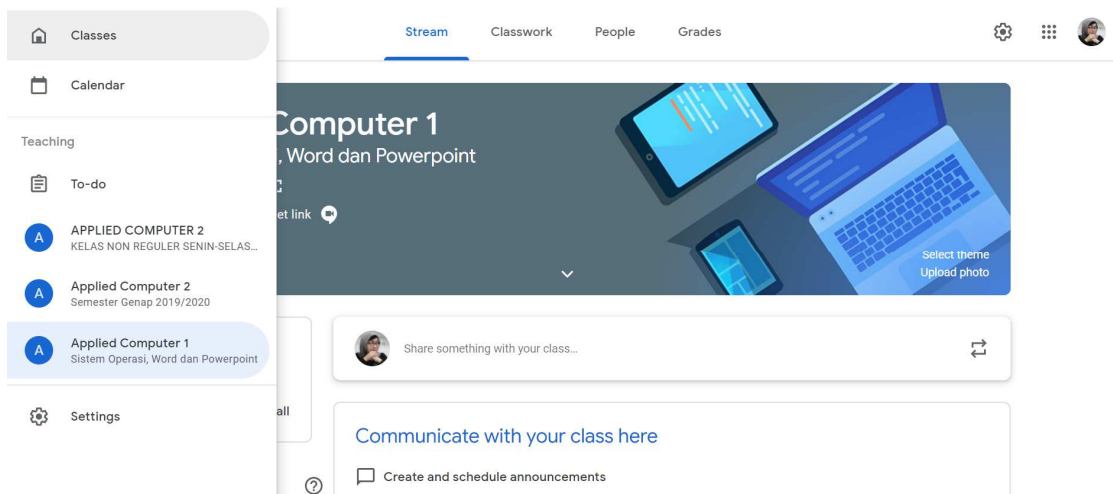 Classes
Calendar
Teaching
To-do
A
APPLIED COMPUTER 2
KELAS NON REGULER SENIN-SELAS...
A
Applied Computer 2
Semester Genap 2019/2020
A
Applied Computer 1
Sistem Operasi, Word dan Powerpoint
Settings
Stream Classwork People Grades
Computer 1
, Word dan Powerpoint
et link
Select theme
Upload photo
Share something with your class...
all
Communicate with your class here
Create and schedule announcements